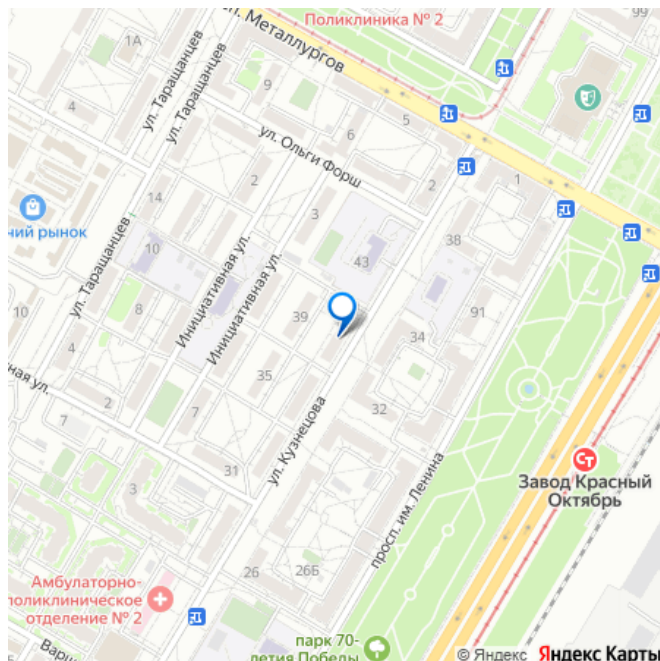 99
Поликлиника № 2
1А
ул. Таращанцев
ул. Таращанцев
Металлургов
9
4
5
6
ул. Ольги Форш
2
2
1
14
3
10
чий рынок
ул. Таращанцев
Инициативная ул.
Инициативная ул.
43
38
10
8
39
91
34
4
35
32
ная ул.
2
7
7
31
ул. Кузнецова
просп. им. Ленина
Ст
Завод Красный
Октябрь
3
26
26Б
Амбулаторно-
поликлиническое
отделение № 2
Варш
парк 70-
летия Победы
© Яндекс Яндекс Карты